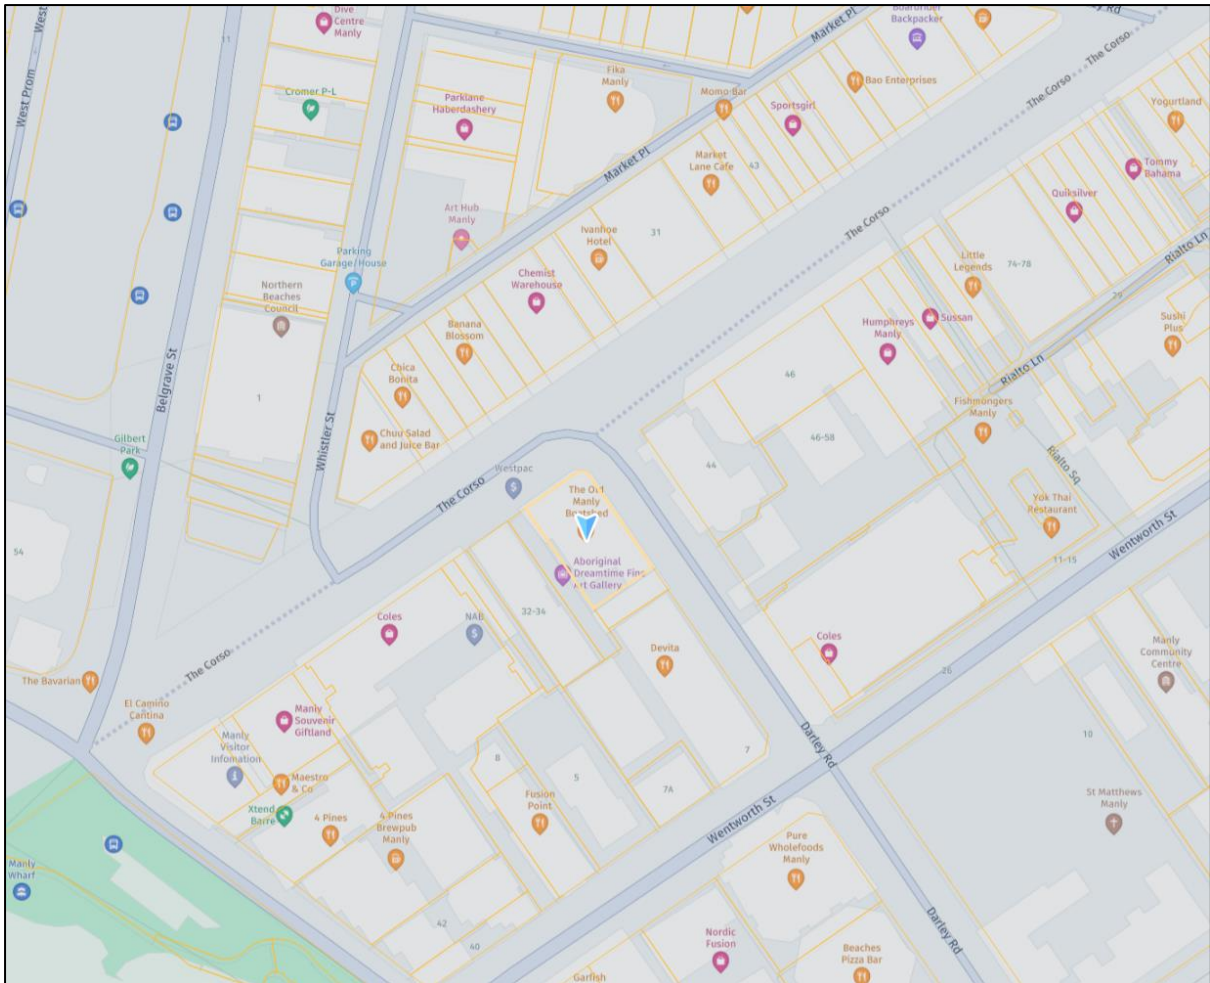 West
Dive
Centre
Manly
11
Market Pl
Boardrider
Backpacker
The Corso
Cromer P-L
Parklane
Haberdashery
Fika
Manly
Momo Bar
Bao Enterprises
Sportsgirl
The Corso
Yogurtland
West Prom
Market Pl
Market
Lane Cafe
43
Tommy
Bahama
Quiksilver
Art Hub
Manly
Ivanhoe
Hotel
31
The Corso
Rialto Ln
Parking
Garage/House
Northern
Beaches
Council
Chemist
Warehouse
Little
Legends
74-78
29
Humphreys
Manly
Sussan
Sushi
Plus
Banana
Blossom
Belgrave St
1
Chica
Bonita
46
Rialto Ln
Fishmongers
Manly
Gilbert
Park
Whistler St
Chuu Salad
and Juice Bar
46-58
44
Rialto Sq
Westpac
The Corso
The Old
Manly
Boatshed
Yok Thai
Restaurant
Wentworth St
54
11-15
Aboriginal
Dreamtime Fine
Art Gallery
32-34
Coles
NAB
Devita
Coles
Manly
Community
Centre
The Corso
26
The Bavarian
El Camino
Cantina
Manly
Souvenir
Giftland
Manly
Visitor
Infomation
Darley Rd
10
8
7
5
7A
Maestro
& Co
Xtend
Barre
4 Pines
4 Pines
Brewpub
Manly
Fusion
Point
Wentworth St
St Matthews
Manly
Pure
Wholefoods
Manly
Manly
Wharf
42
40
Nordic
Fusion
Darley Rd
Beaches
Pizza Bar
Garfish